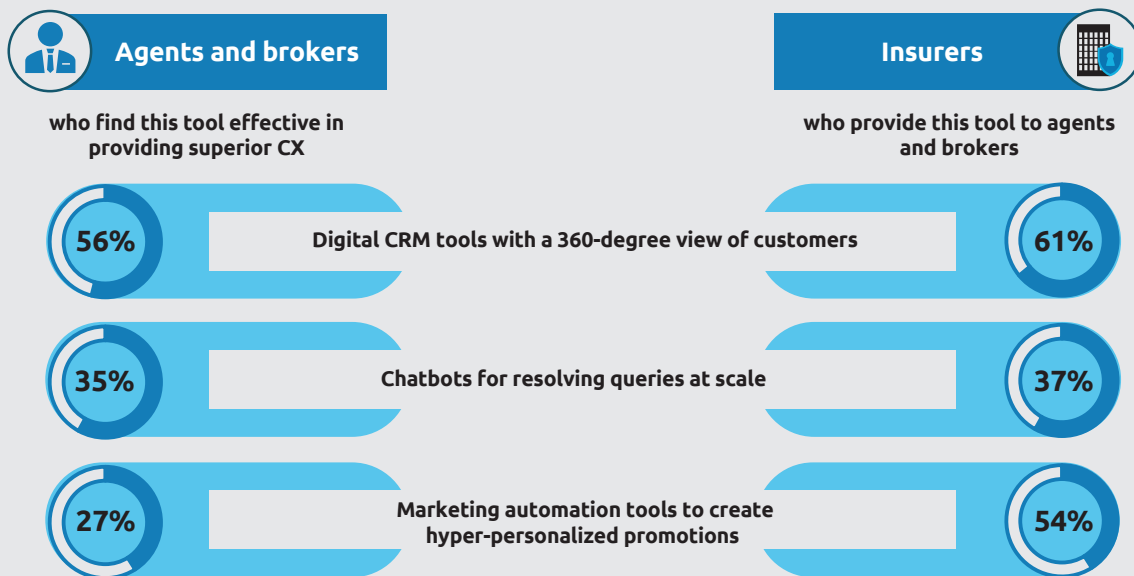 Agents and brokers
Insurers
who find this tool effective in
providing superior CX
who provide this tool to agents
and brokers
56%
Digital CRM tools with a 360-degree view of customers
61%
35%
Chatbots for resolving queries at scale
37%
27%
Marketing automation tools to create
hyper-personalized promotions
54%